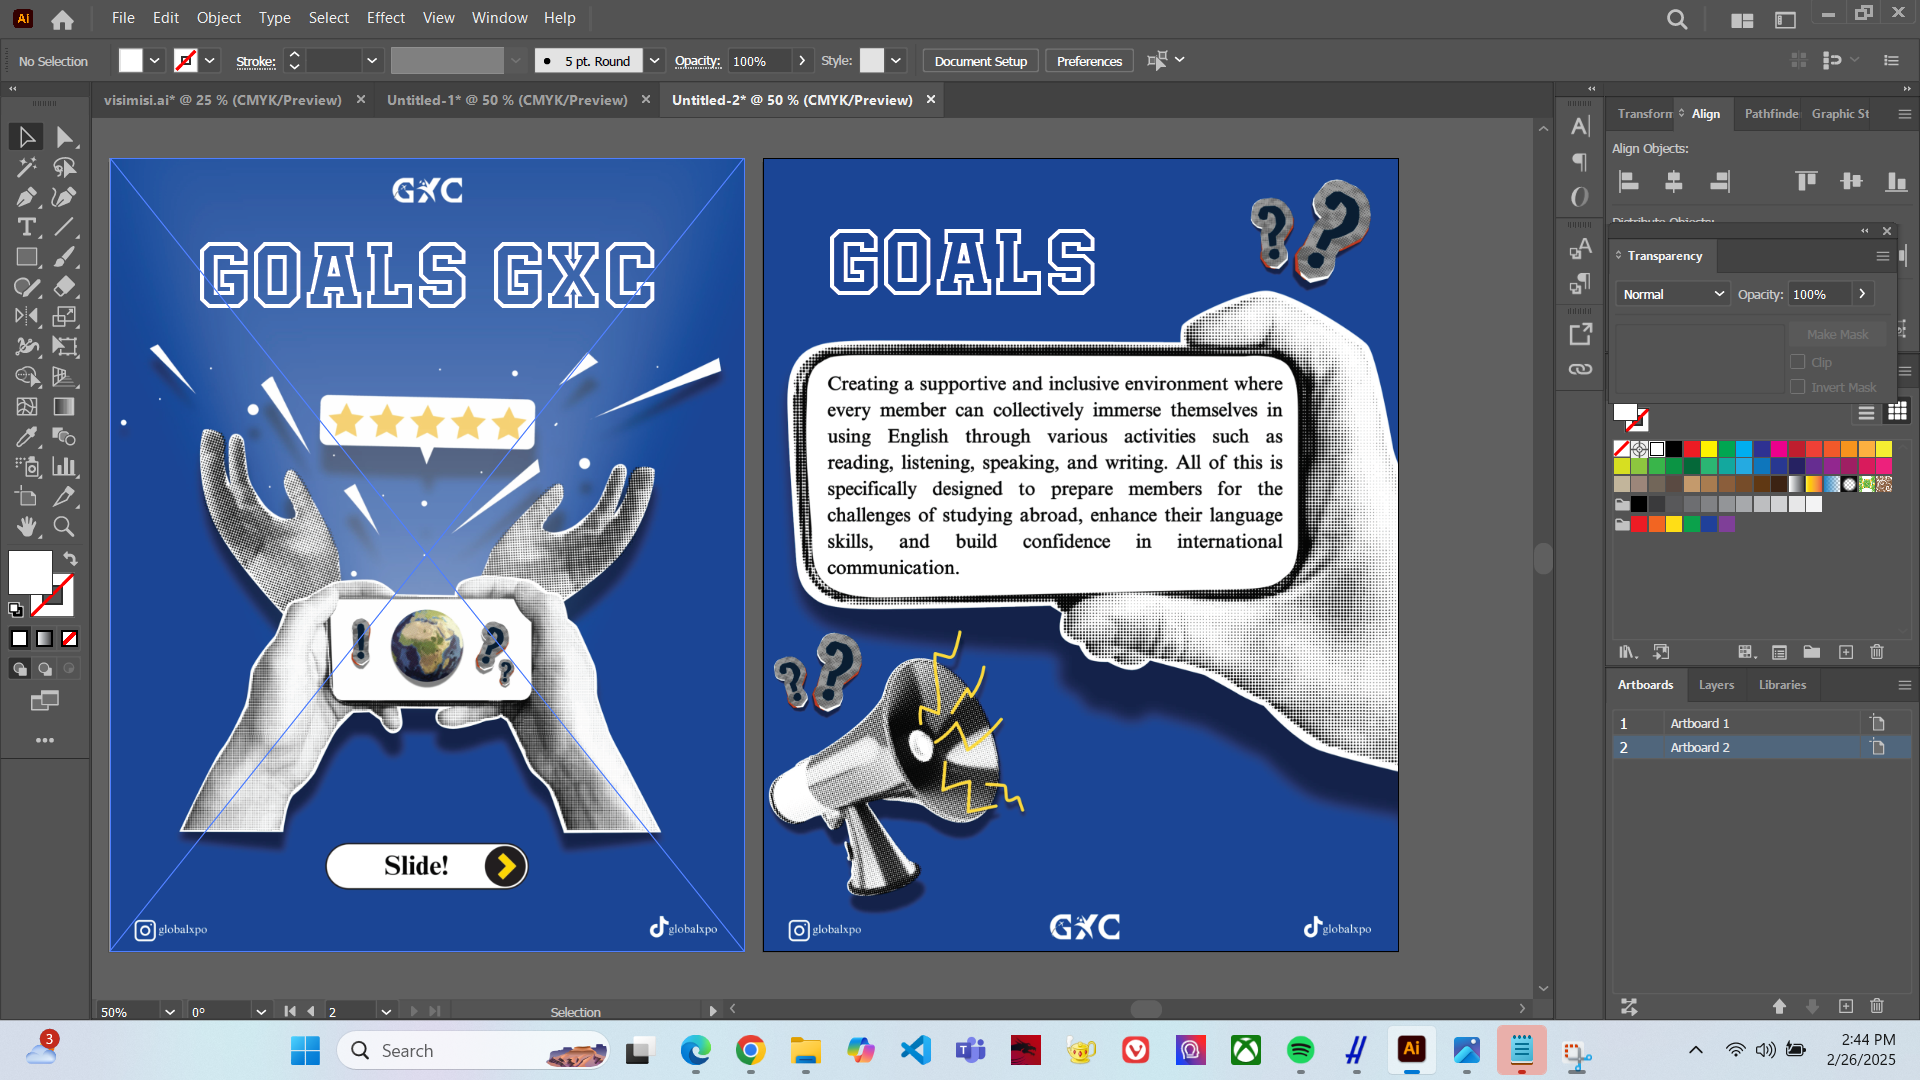 Ai
File Edit Object Type Select Effect View Window Help
No Selection
Stroke:
5 pt. Round
Opacity: 100%
Style:
Document Setup
Preferences
visimisi.ai* @ 25 % (CMYK/Preview)
Untitled-1* @ 50 % (CMYK/Preview)
Untitled-2* @ 50 % (CMYK/Preview)
Transform
Align
Pathfinde
Graphic St
Align Objects:
Distribute Objects:
Transparency
Normal
Opacity: 100%
Make Mask
Clip
Invert Mask
GXC
GOALS GXC
Slide!
globalxpo
globalxpo
GOALS
Creating a supportive and inclusive environment where
every member can collectively immerse themselves in
using English through various activities such as
reading, listening, speaking, and writing. All of this is
specifically designed to prepare members for the
challenges of studying abroad, enhance their language
skills, and build confidence in international
communication.
globalxpo
GXC
globalxpo
Artboards
Layers
Libraries
1 Artboard 1
2 Artboard 2
50%
0°
2
Selection
3
Search
Ai
2:44 PM
2/26/2025